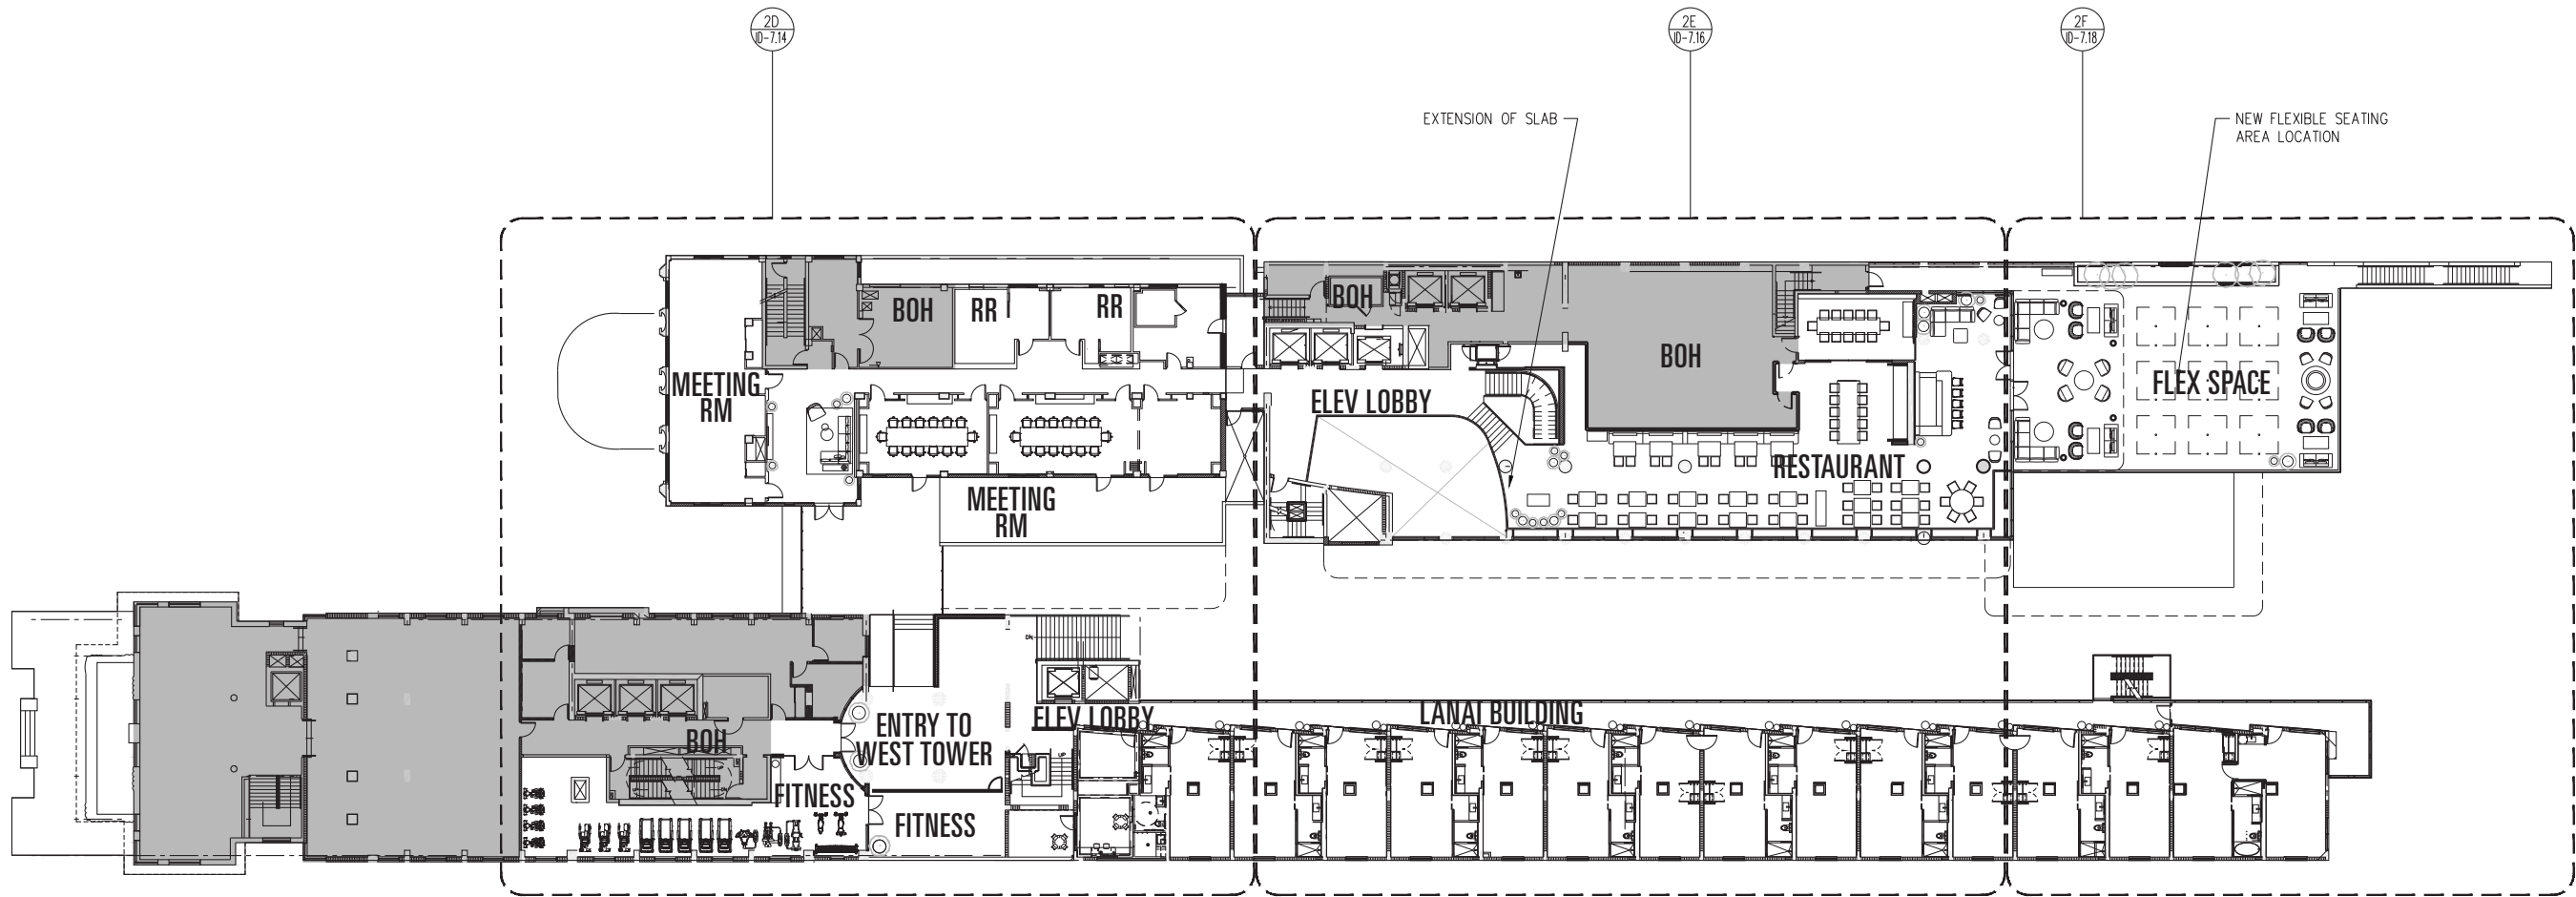 2D
ID-7.14
2E
ID-7.16
2F
ID-7.18
EXTENSION OF SLAB
NEW FLEXIBLE SEATING
AREA LOCATION
BOH
RR
RR
BOH
BOH
MEETING
RM
ELEV LOBBY
FLEX SPACE
MEETING
RM
RESTAURANT
ENTRY TO
WEST TOWER
ELEV LOBBY
LANAI BUILDING
BOH
FITNESS
FITNESS